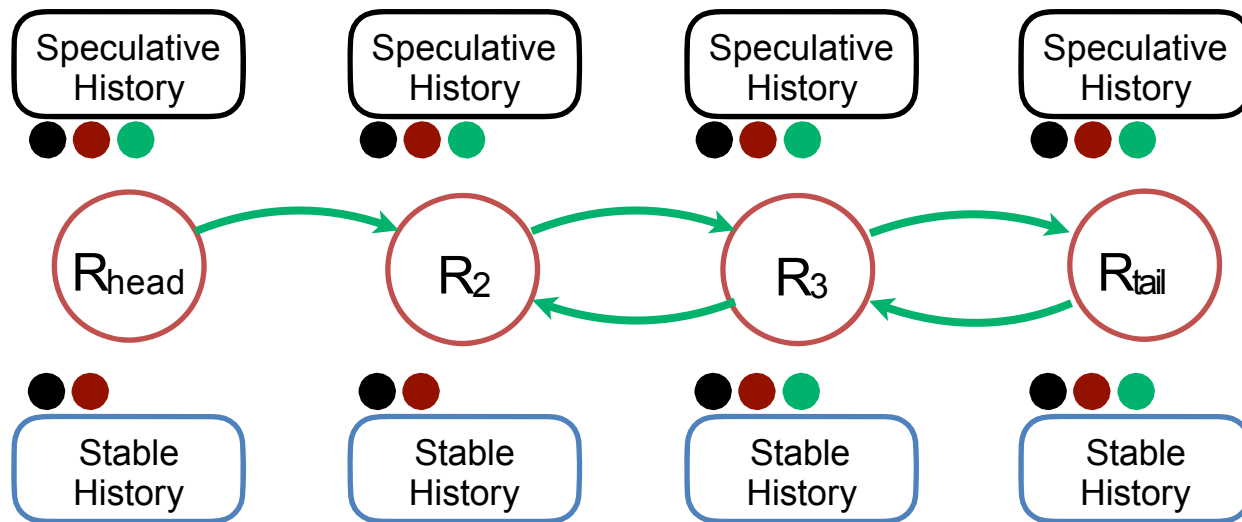 Speculative
History
Speculative
History
Speculative
History
Speculative
History
Rhead
R2
R3
Rtail
Stable
History
Stable
History
Stable
History
Stable
History